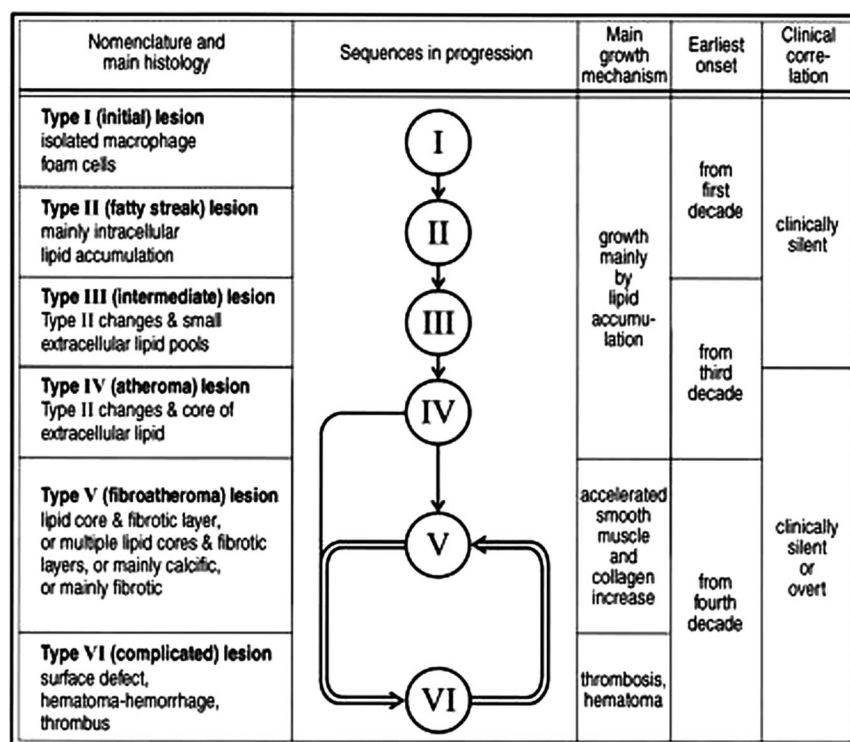 Nomenclature and
main histology
Sequences in progression
Main
growth
mechanism
Earliest
onset
Clinical
corre-
lation
Type I (initial) lesion
isolated macrophage
foam cells
Type II (fatty streak) lesion
mainly intracellular
lipid accumulation
Type III (intermediate) lesion
Type II changes & small
extracellular lipid pools
Type IV (atheroma) lesion
Type II changes & core of
extracellular lipid
Type V (fibroatheroma) lesion
lipid core & fibrotic layer,
or multiple lipid cores & fibrotic
layers, or mainly calcific,
or mainly fibrotic
Type VI (complicated) lesion
surface defect,
hematoma-hemorrhage,
thrombus
I
II
III
IV
V
VI
growth
mainly
by
lipid
accumu-
lation
accelerated
smooth
muscle
and
collagen
increase
thrombosis,
hematoma
from
first
decade
from
third
decade
from
fourth
decade
clinically
silent
clinically
silent
or
overt